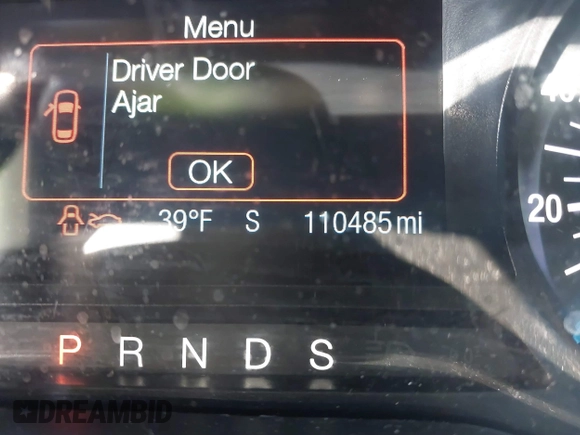 Menu
Driver Door
Ajar
OK
39°F S 110485 mi
20
P R N D S
DREAMBID